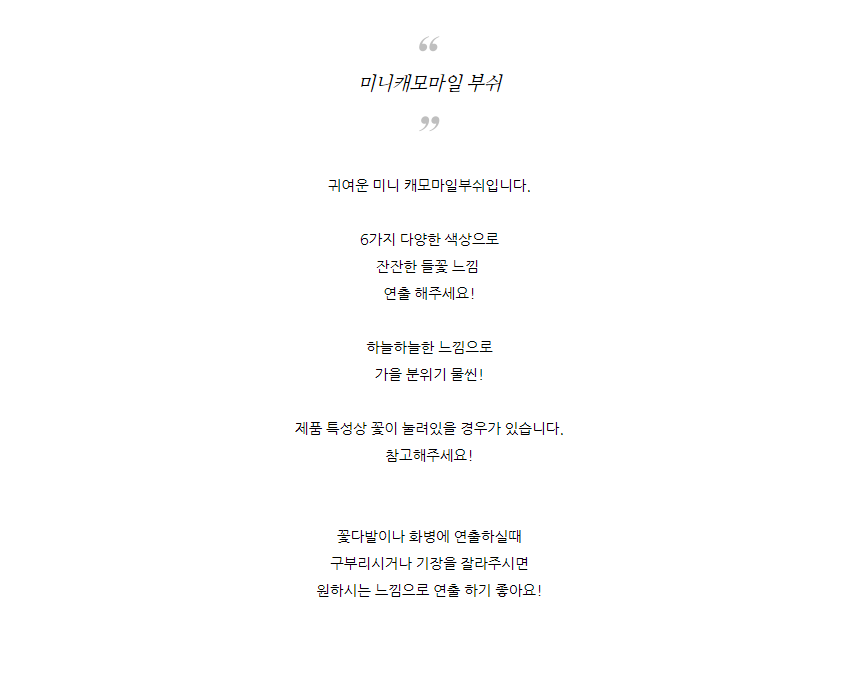 “
미니캐모마일 부쉬
”
귀여운 미니 캐모마일부쉬입니다.
6가지 다양한 색상으로
잔잔한 들꽃 느낌
연출 해주세요!
하늘하늘한 느낌으로
가을 분위기 물씬!
제품 특성상 꽃이 눌려있을 경우가 있습니다.
참고해주세요!
꽃다발이나 화병에 연출하실때
구부리시거나 기장을 잘라주시면
원하시는 느낌으로 연출 하기 좋아요!